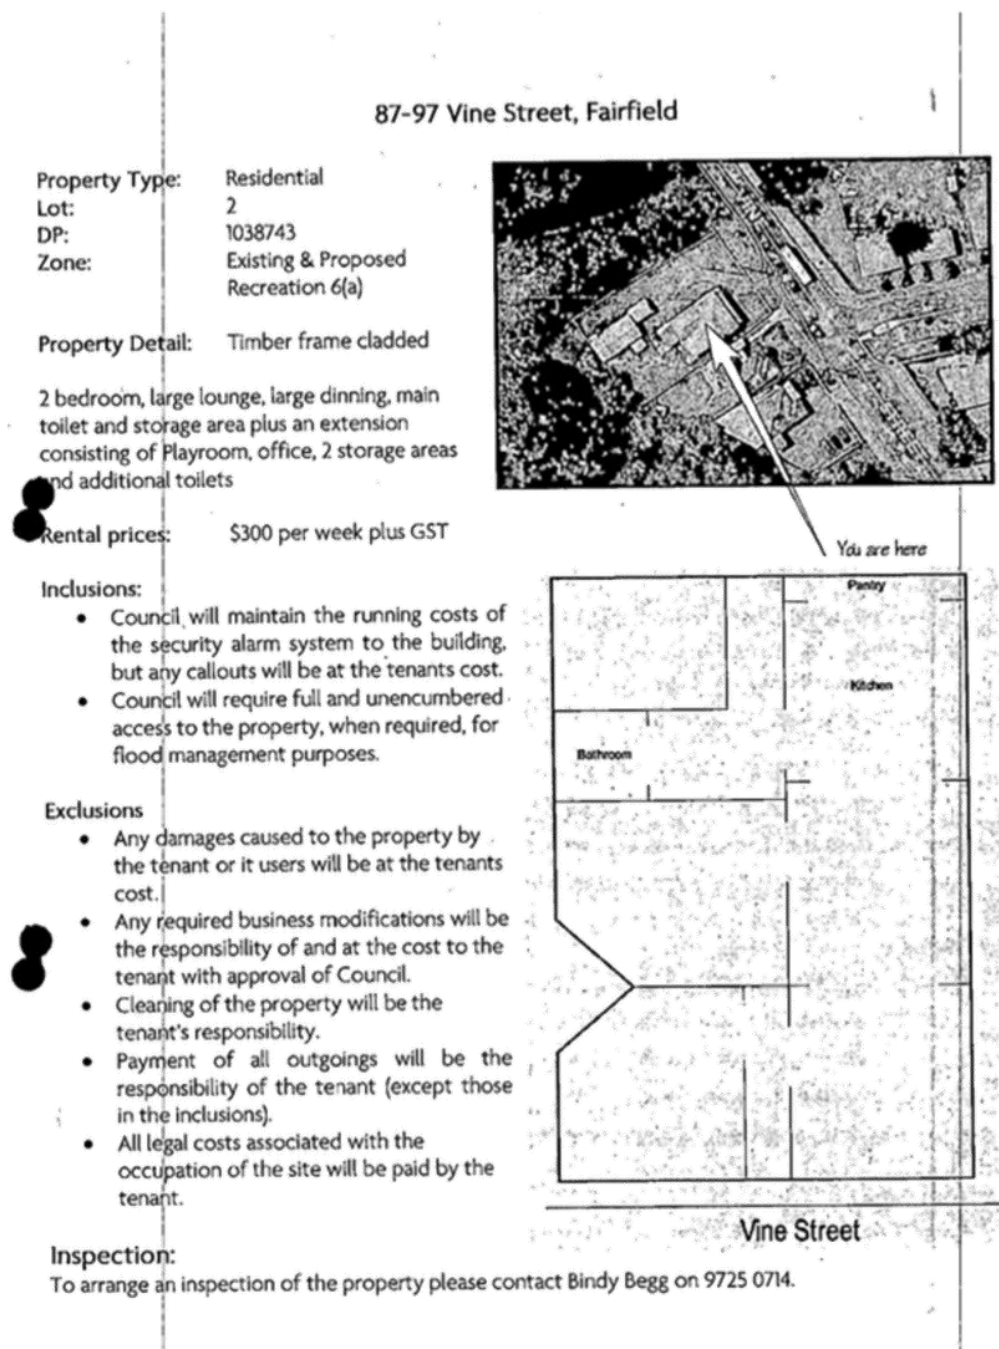 87-97 Vine Street, Fairfield
Property Type: Residential
Lot: 2
DP: 1038743
Zone: Existing & Proposed
Recreation 6(a)
Property Detail: Timber frame cladded
2 bedroom, large lounge, large dinning, main
toilet and storage area plus an extension
consisting of Playroom, office, 2 storage areas
and additional toilets
Rental prices: $300 per week plus GST
Inclusions:
• Council will maintain the running costs of
the security alarm system to the building,
but any callouts will be at the tenants cost.
• Council will require full and unencumbered
access to the property, when required, for
flood management purposes.
Exclusions
• Any damages caused to the property by
the tenant or it users will be at the tenants
cost.
• Any required business modifications will be
the responsibility of and at the cost to the
tenant with approval of Council.
• Cleaning of the property will be the
tenant's responsibility.
• Payment of all outgoings will be the
responsibility of the tenant (except those
in the inclusions).
• All legal costs associated with the
occupation of the site will be paid by the
tenant.
You are here
Pantry
Kitchen
Bathroom
Vine Street
Inspection:
To arrange an inspection of the property please contact Bindy Begg on 9725 0714.